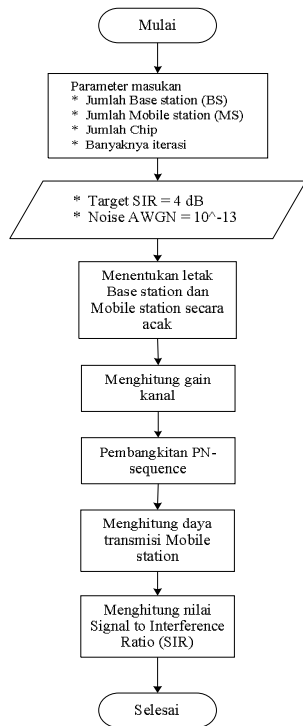 Mulai
Parameter masukan
* Jumlah Base station (BS)
* Jumlah Mobile station (MS)
* Jumlah Chip
* Banyaknya iterasi
* Target SIR = 4 dB
* Noise AWGN = 10^-13
Menentukan letak
Base station dan
Mobile station secara
acak
Menghitung gain
kanal
Pembangkitan PN-
sequence
Menghitung daya
transmisi Mobile
station
Menghitung nilai
Signal to Interference
Ratio (SIR)
Selesai